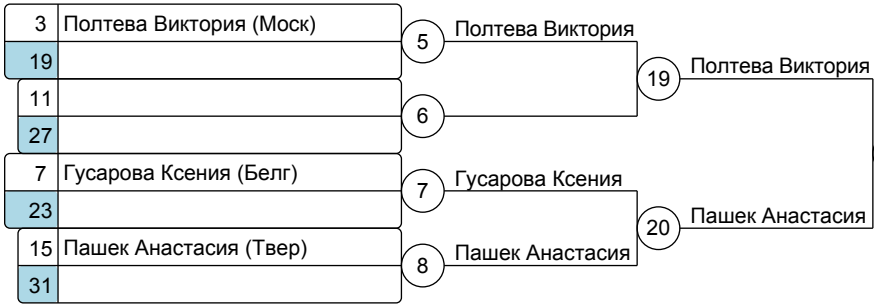 3 Полтева Виктория (Моск)
19
5 Полтева Виктория
11
27
6
19 Полтева Виктория
7 Гусарова Ксения (Белг)
23
7 Гусарова Ксения
15 Пашек Анастасия (Твер)
31
8 Пашек Анастасия
20 Пашек Анастасия